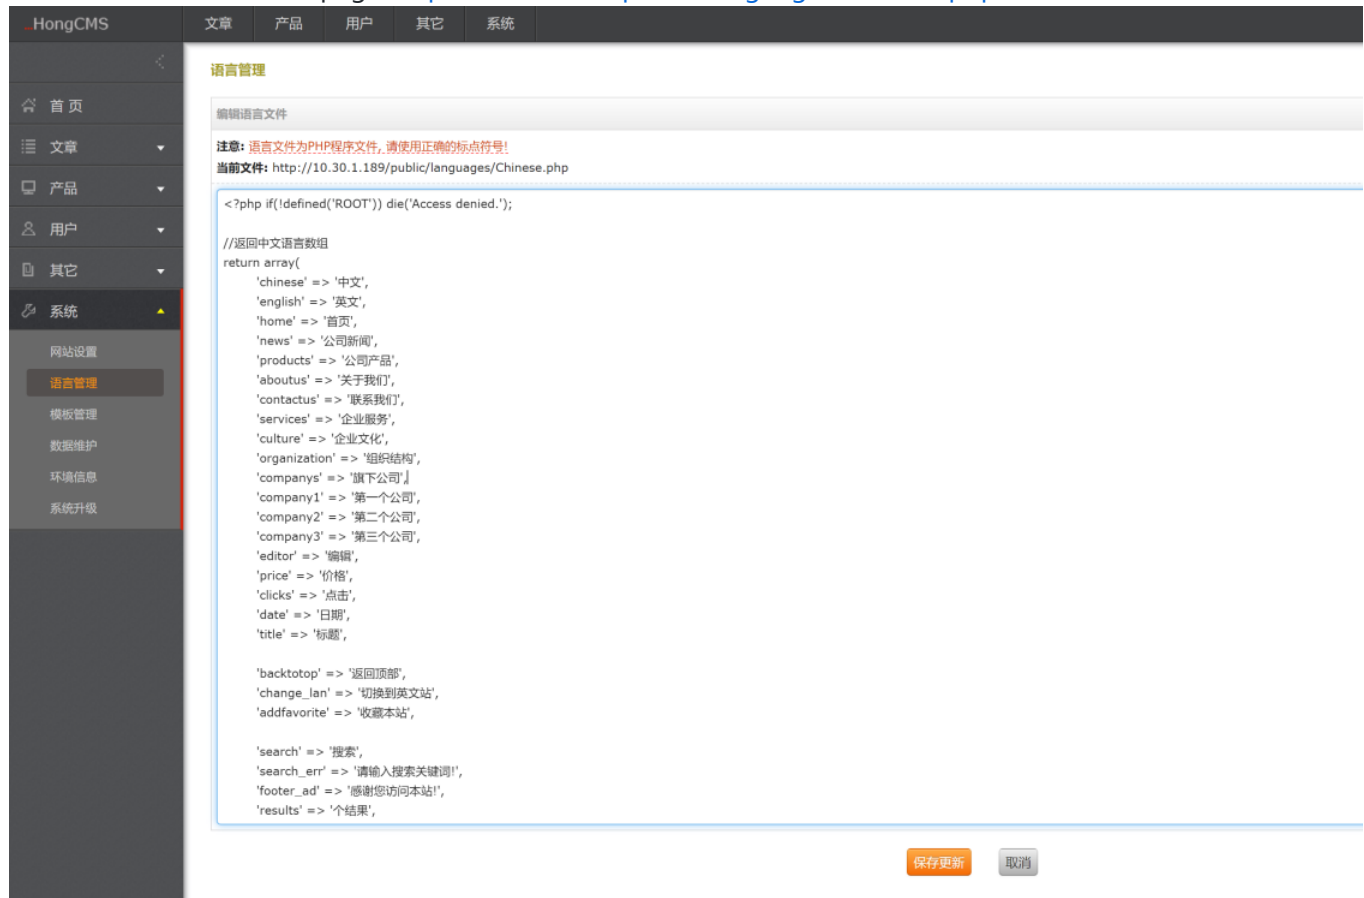 _HongCMS
文章 产品 用户 其它 系统
首 页
文章
产品
用户
其它
系统
网站设置
语言管理
模板管理
数据维护
环境信息
系统升级
语言管理
编辑语言文件
注意: 语言文件为PHP程序文件, 请使用正确的标点符号!
当前文件: http://10.30.1.189/public/languages/Chinese.php
<?php if(!defined('ROOT')) die('Access denied.');
//返回中文语言数组
return array(
'chinese' => '中文',
'english' => '英文',
'home' => '首页',
'news' => '公司新闻',
'products' => '公司产品',
'aboutus' => '关于我们',
'contactus' => '联系我们',
'services' => '企业服务',
'culture' => '企业文化',
'organization' => '组织结构',
'companys' => '旗下公司',
'company1' => '第一个公司',
'company2' => '第二个公司',
'company3' => '第三个公司',
'editor' => '编辑',
'price' => '价格',
'clicks' => '点击',
'date' => '日期',
'title' => '标题',
'backtotop' => '返回顶部',
'change_lan' => '切换到英文站',
'addfavorite' => '收藏本站',
'search' => '搜索',
'search_err' => '请输入搜索关键词!',
'footer_ad' => '感谢您访问本站!',
'results' => '个结果',
保存更新 取消